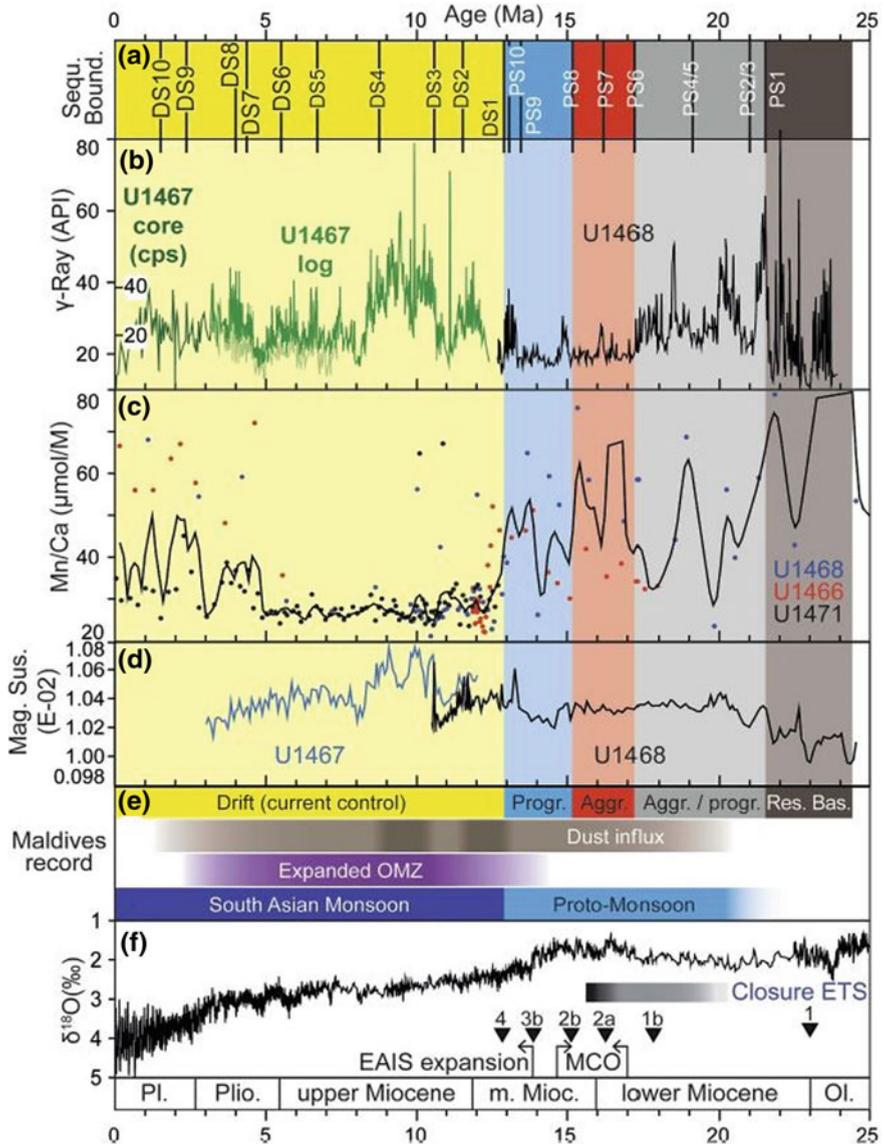 Age (Ma)
0 5 10 15 20 25
(a)
Sequ. Bound.
DS10 DS9 DS8 DS7 DS6 DS5 DS4 DS3 DS2 DS1 PS10 PS9 PS8 PS7 PS6 PS4/5 PS2/3 PS1
(b)
γ-Ray (API)
80
60
40
20
U1467 core (cps)
40
20
U1467 log
U1468
(c)
Mn/Ca (µmol/M)
80
60
40
20
U1468
U1466
U1471
(d)
Mag. Sus. (E-02)
1.08
1.06
1.04
1.02
1.00
0.098
U1467
U1468
(e)
Drift (current control) Progr. Aggr. Aggr. / progr. Res. Bas.
Maldives record
Dust influx
Expanded OMZ
South Asian Monsoon Proto-Monsoon
(f)
δ18O(‰)
1
2
3
4
5
Closure ETS
4 3b 2b 2a 1b 1
EAIS expansion MCO
Pl. Plio. upper Miocene m. Mioc. lower Miocene Ol.
0 5 10 15 20 25